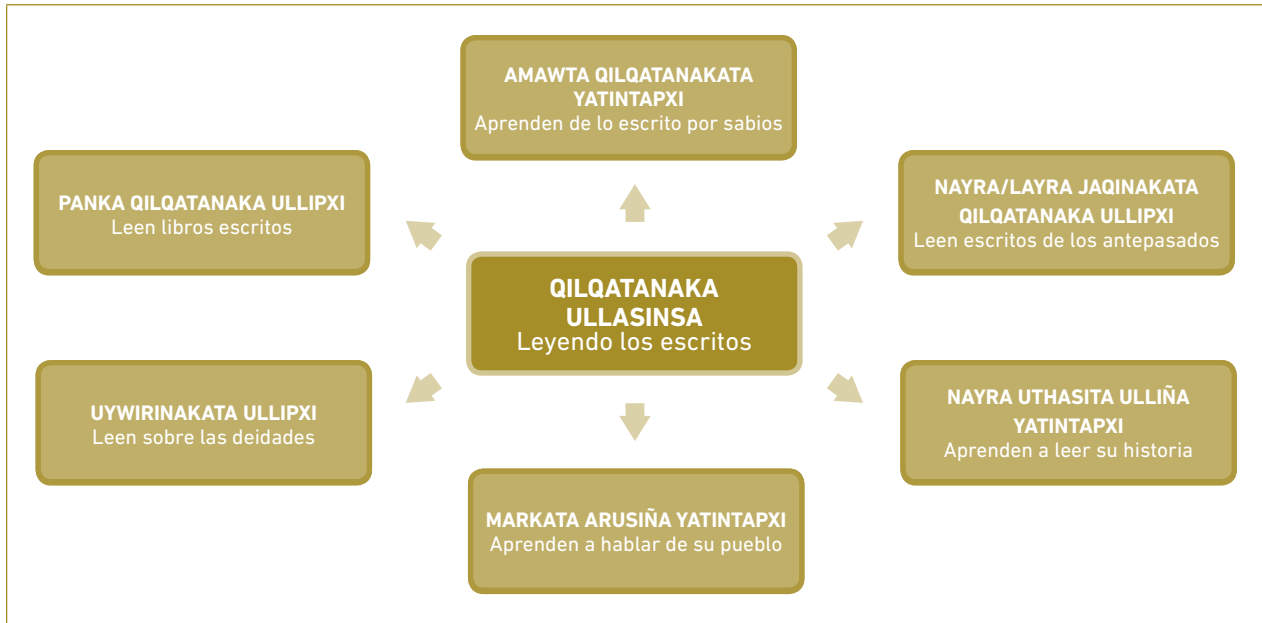 AMAWTA QILQATANAKATA
YATINTAPXI
Aprenden de lo escrito por sabios
PANKA QILQATANAKA ULLIPXI
Leen libros escritos
NAYRA/LAYRA JAQINAKATA
QILQATANAKA ULLIPXI
Leen escritos de los antepasados
QILQATANAKA
ULLASINSA
Leyendo los escritos
UYWIRINAKATA ULLIPXI
Leen sobre las deidades
NAYRA UTHASITA ULLIÑA
YATINTAPXI
Aprenden a leer su historia
MARKATA ARUSIÑA YATINTAPXI
Aprenden a hablar de su pueblo